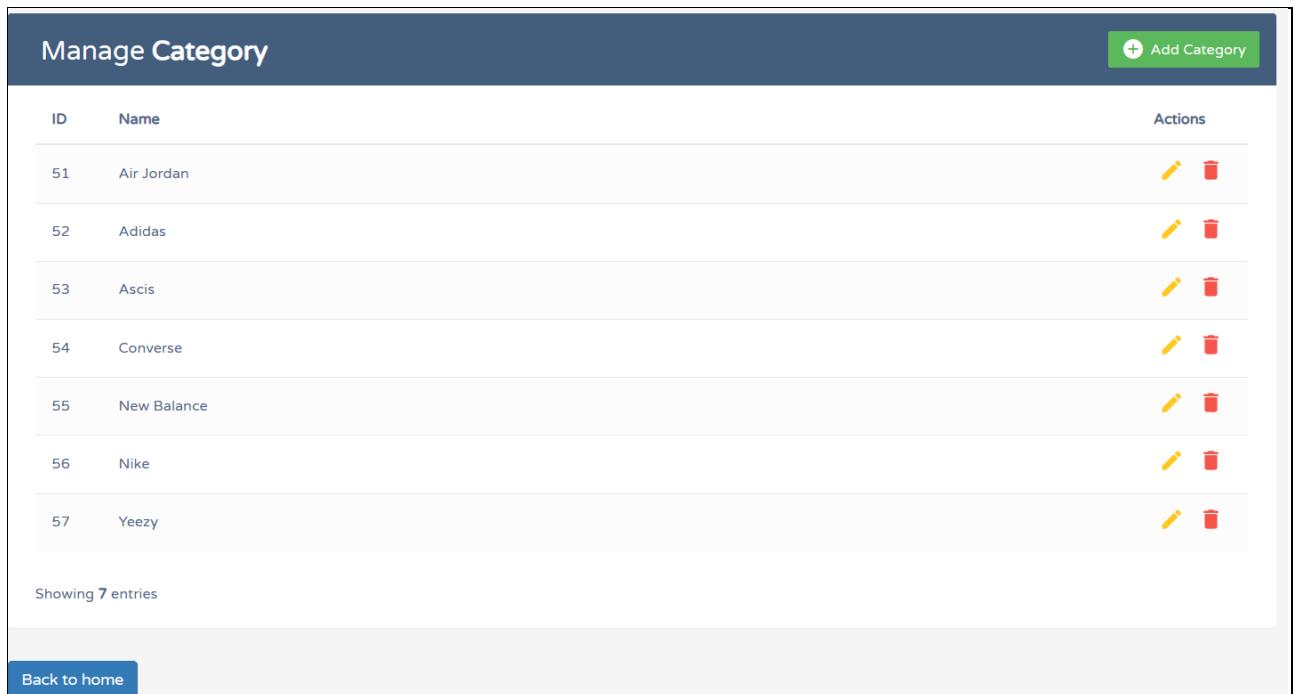 Manage Category
Add Category
ID Name Actions
51 Air Jordan
52 Adidas
53 Ascis
54 Converse
55 New Balance
56 Nike
57 Yeezy
Showing 7 entries
Back to home